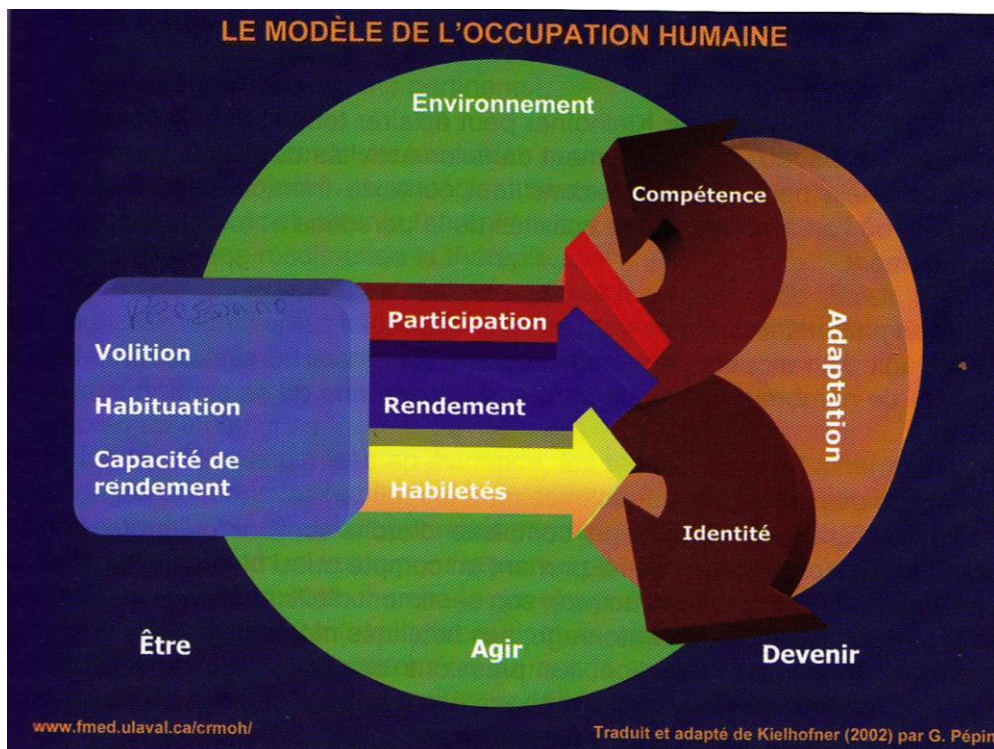 LE MODÈLE DE L'OCCUPATION HUMAINE
Environnement
Compétence
Participation
Volition
Rendement
Habituation
Adaptation
Capacité de
rendement
Habiletés
Identité
Être
Agir
Devenir
www.fmed.ulaval.ca/crmoh/
Traduit et adapté de Kielhofner (2002) par G. Pépin